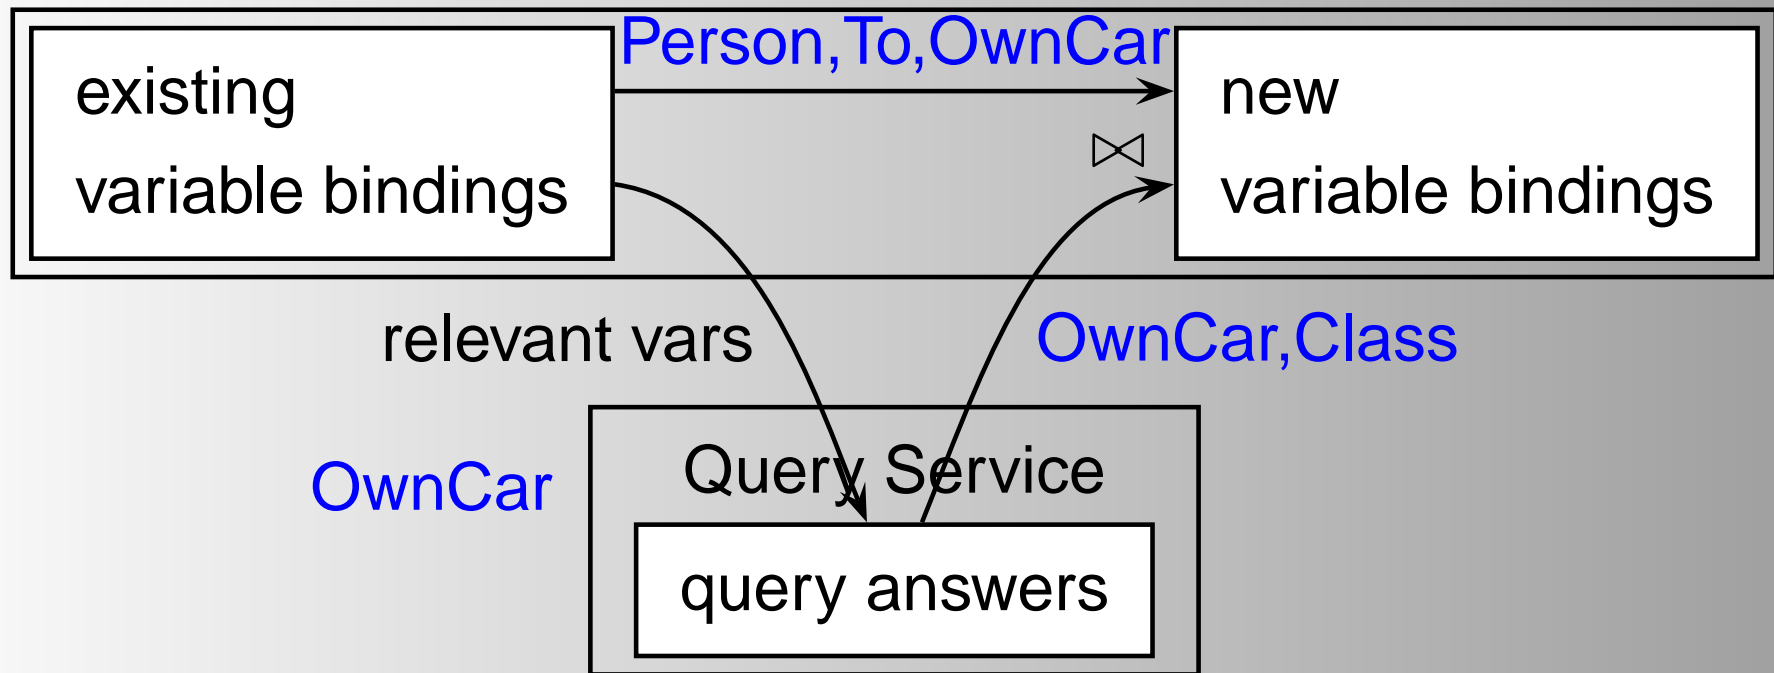 Person,To,OwnCar
existing
variable bindings
new
⋈
variable bindings
relevant vars
OwnCar,Class
OwnCar
Query Service
query answers